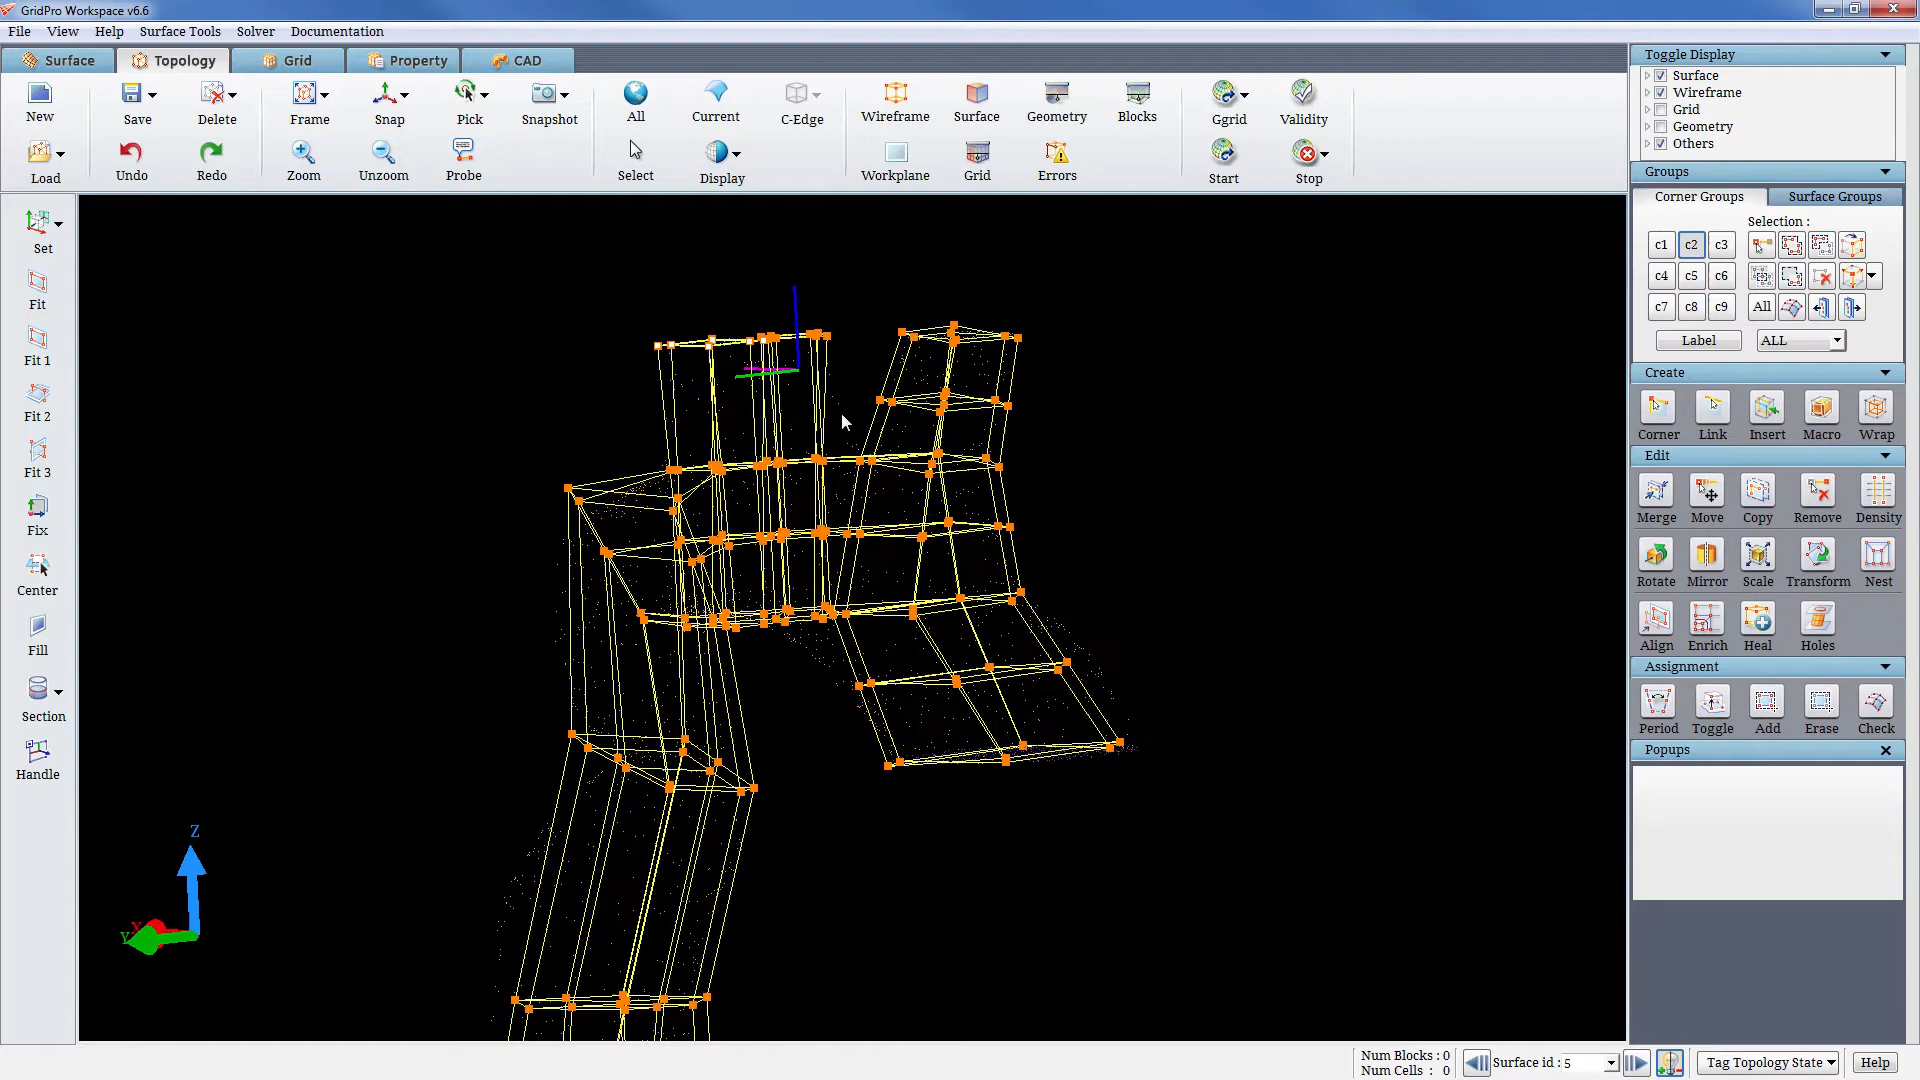 GridPro Workspace v6.6
File View Help Surface Tools Solver Documentation
Surface Topology Grid Property CAD
New Save Delete Frame Snap Pick Snapshot All Current C-Edge Wireframe Surface Geometry Blocks Ggrid Validity
Load Undo Redo Zoom Unzoom Probe Select Display Workplane Grid Errors Start Stop
Set
Fit
Fit 1
Fit 2
Fit 3
Fix
Center
Fill
Section
Handle
Z
X
Y
Toggle Display
Surface
Wireframe
Grid
Geometry
Others
Groups
Corner Groups Surface Groups
Selection :
c1 c2 c3
c4 c5 c6
c7 c8 c9 All
Label ALL
Create
Corner Link Insert Macro Wrap
Edit
Merge Move Copy Remove Density
Rotate Mirror Scale Transform Nest
Align Enrich Heal Holes
Assignment
Period Toggle Add Erase Check
Popups
Num Blocks : 0
Num Cells : 0
Surface id : 5
Tag Topology State
Help